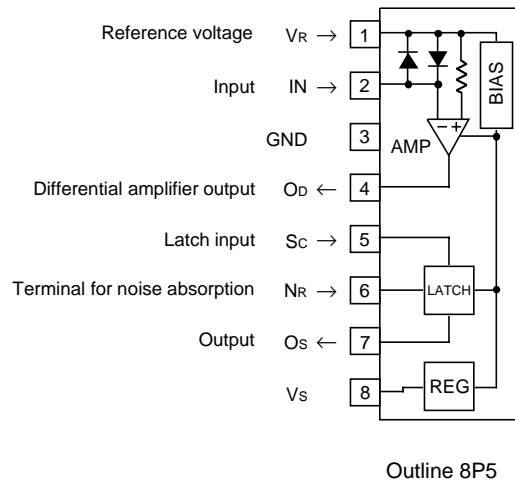 Reference voltage VR → 1
Input IN → 2
GND 3
Differential amplifier output OD ← 4
Latch input SC → 5
Terminal for noise absorption NR → 6
Output OS ← 7
VS 8
BIAS
− +
AMP
LATCH
REG
Outline 8P5